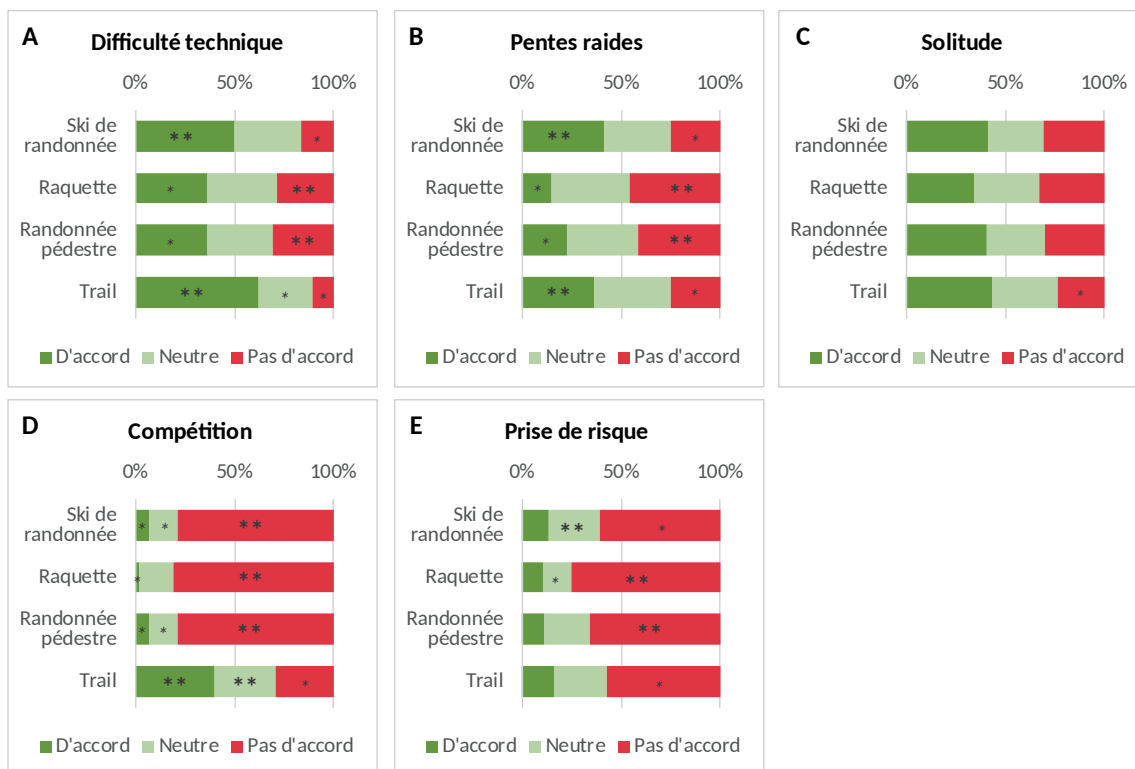 A
Difficulté technique
0% 50% 100%
Ski de
randonnée
** *
Raquette
* **
Randonnée
pédestre
* **
Trail
** * *
D'accord Neutre Pas d'accord
B
Pentes raides
0% 50% 100%
Ski de
randonnée
** *
Raquette
* **
Randonnée
pédestre
* **
Trail
** *
D'accord Neutre Pas d'accord
C
Solitude
0% 50% 100%
Ski de
randonnée
Raquette
Randonnée
pédestre
Trail
*
D'accord Neutre Pas d'accord
D
Compétition
0% 50% 100%
Ski de
randonnée
* * **
Raquette
* **
Randonnée
pédestre
* * **
Trail
** ** *
D'accord Neutre Pas d'accord
E
Prise de risque
0% 50% 100%
Ski de
randonnée
** *
Raquette
* **
Randonnée
pédestre
**
Trail
*
D'accord Neutre Pas d'accord